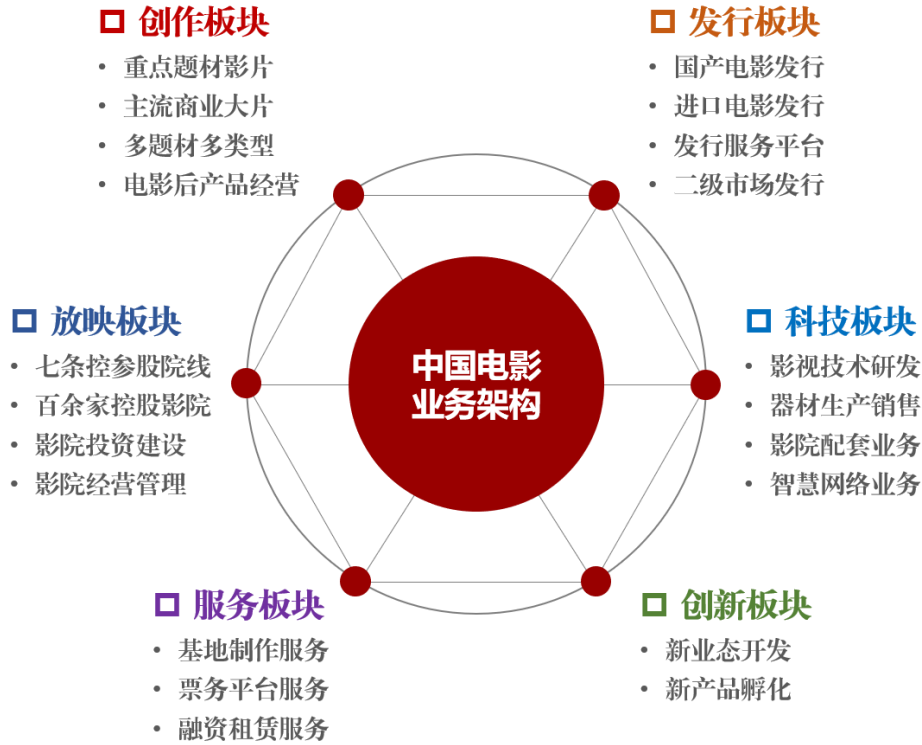 创作板块
• 重点题材影片
• 主流商业大片
• 多题材多类型
• 电影后产品经营
发行板块
• 国产电影发行
• 进口电影发行
• 发行服务平台
• 二级市场发行
放映板块
• 七条控参股院线
• 百余家控股影院
• 影院投资建设
• 影院经营管理
中国电影
业务架构
科技板块
• 影视技术研发
• 器材生产销售
• 影院配套业务
• 智慧网络业务
服务板块
• 基地制作服务
• 票务平台服务
• 融资租赁服务
创新板块
• 新业态开发
• 新产品孵化